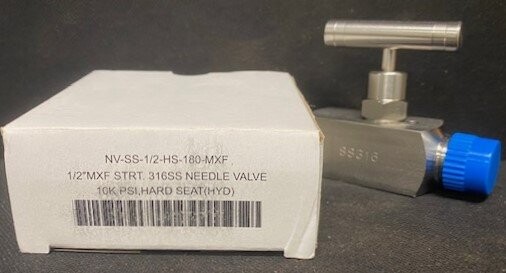 NV-SS-1/2-HS-180-MXF
1/2"MXF STRT. 316SS NEEDLE VALVE
10K PSI,HARD SEAT(HYD)
SS316